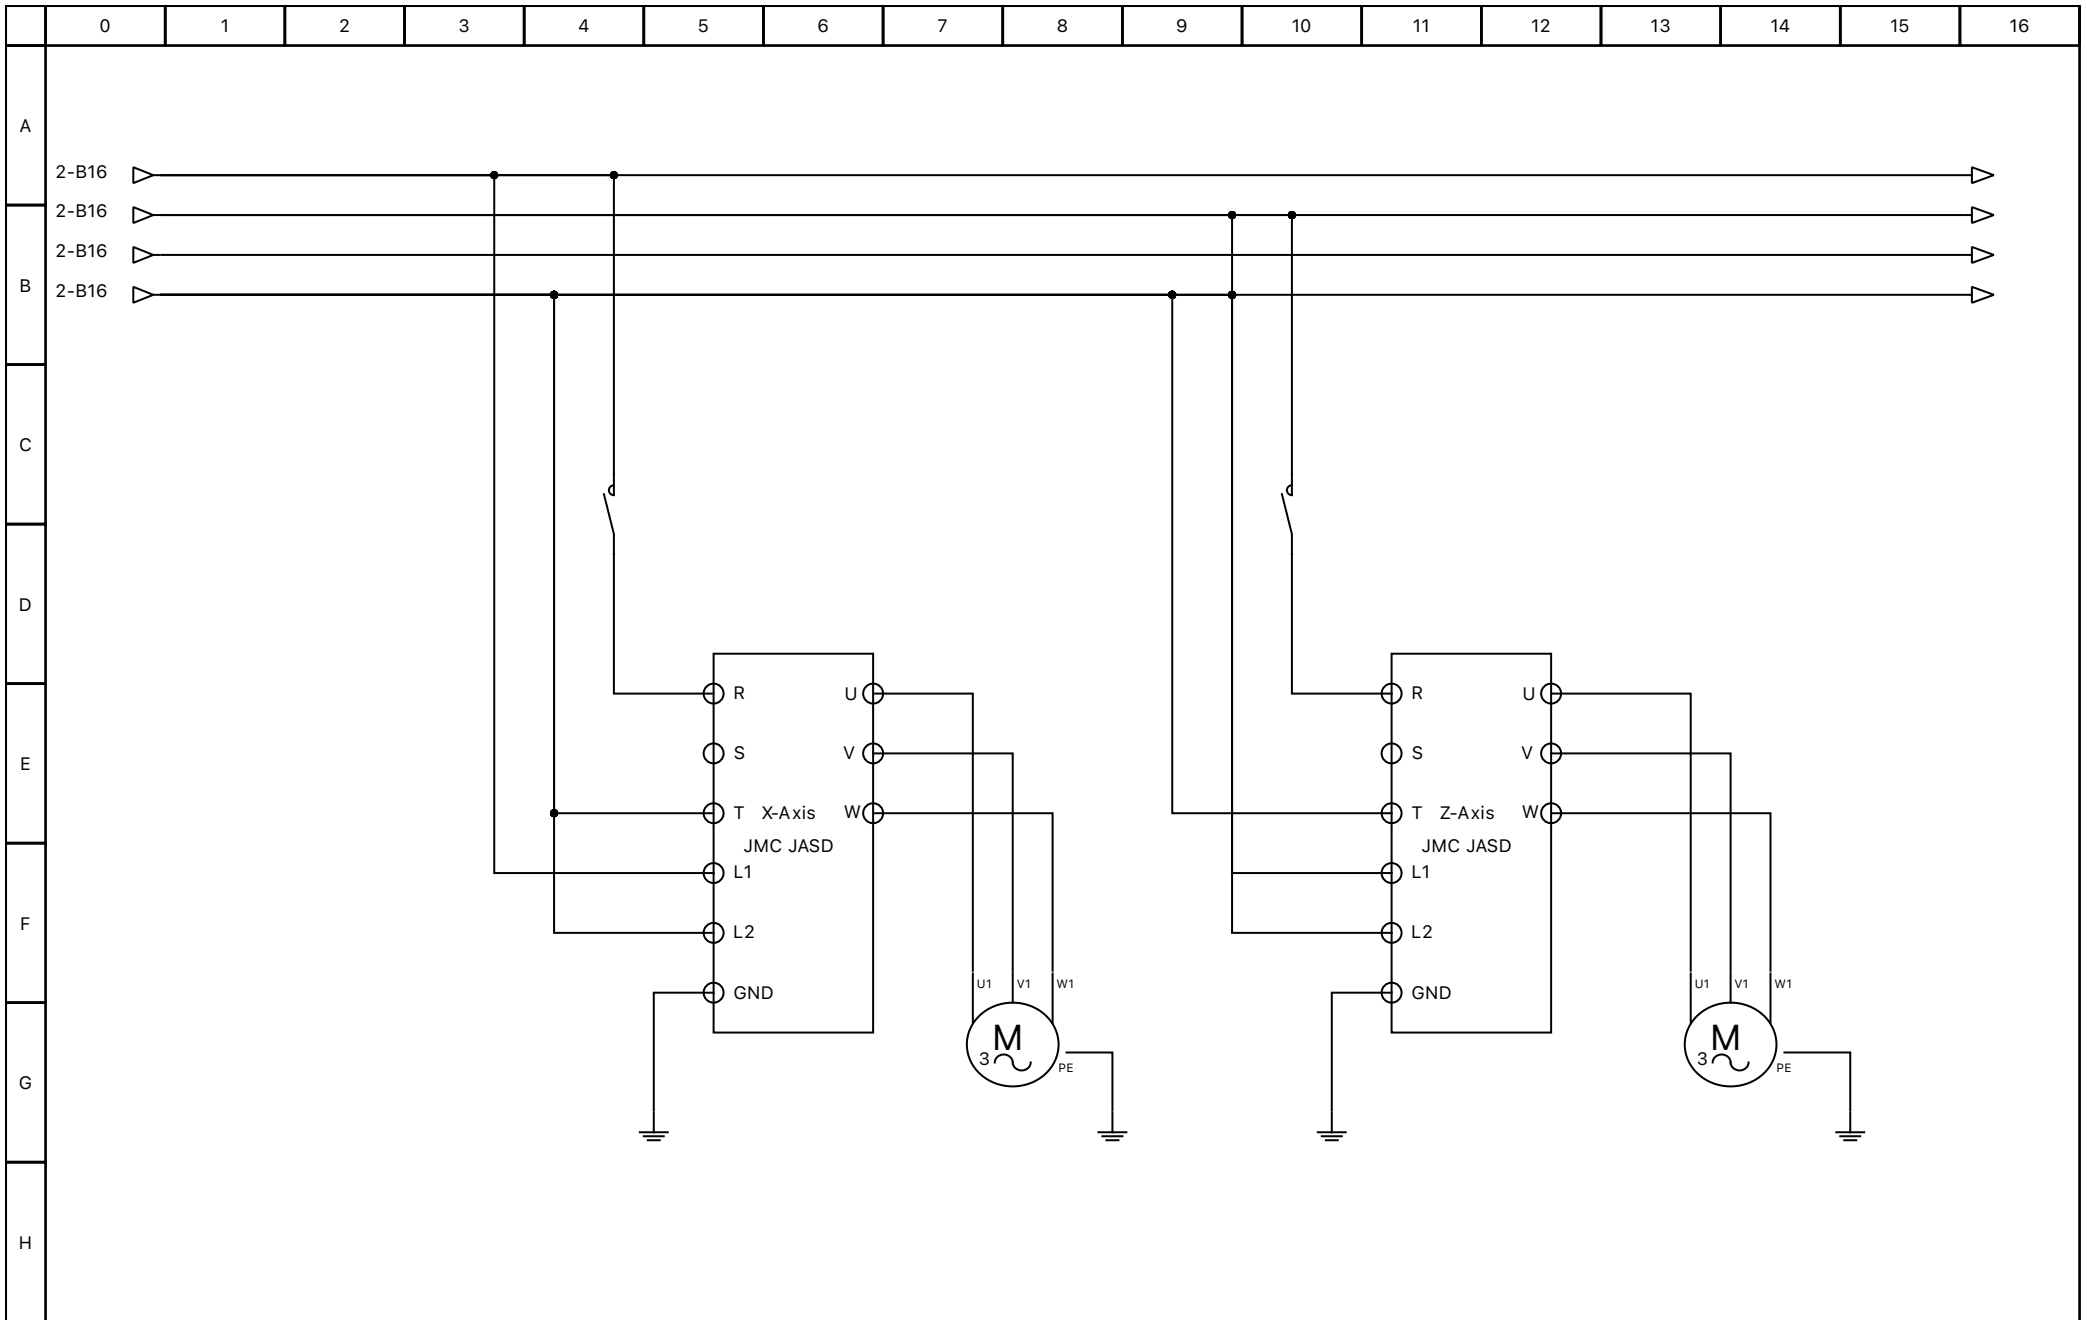 0 1 2 3 4 5 6 7 8 9 10 11 12 13 14 15 16
A
2-B16
2-B16
2-B16
B
2-B16
C
D
R U R U
E
S V S V
T X-Axis W T Z-Axis W
JMC JASD JMC JASD
L1 L1
F
L2 L2
U1 V1 W1 U1 V1 W1
GND GND
M M
3 3
PE PE
G
H